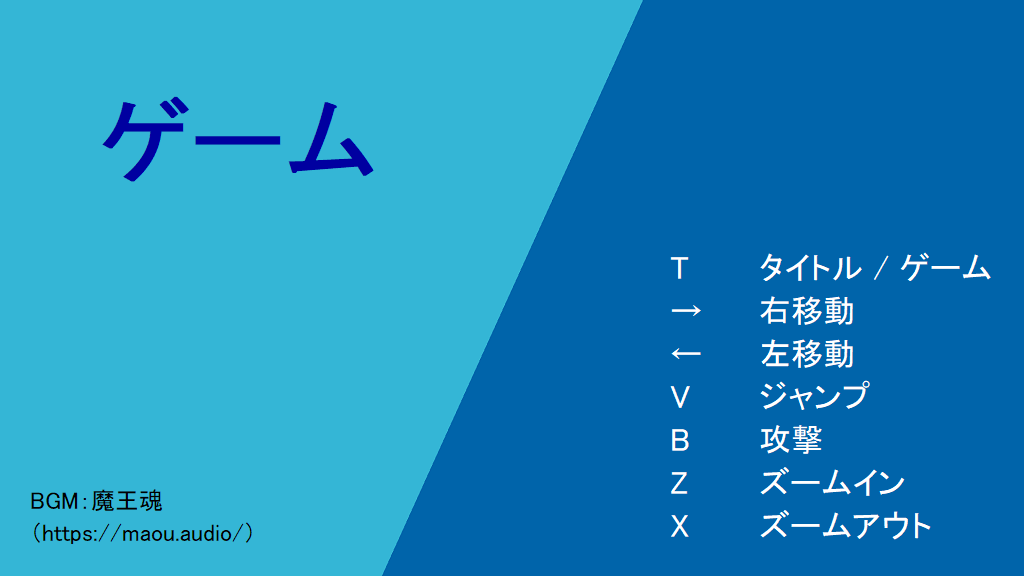 ゲーム
T タイトル / ゲーム
→ 右移動
← 左移動
V ジャンプ
B 攻撃
Z ズームイン
X ズームアウト
BGM：魔王魂
（https://maou.audio/）